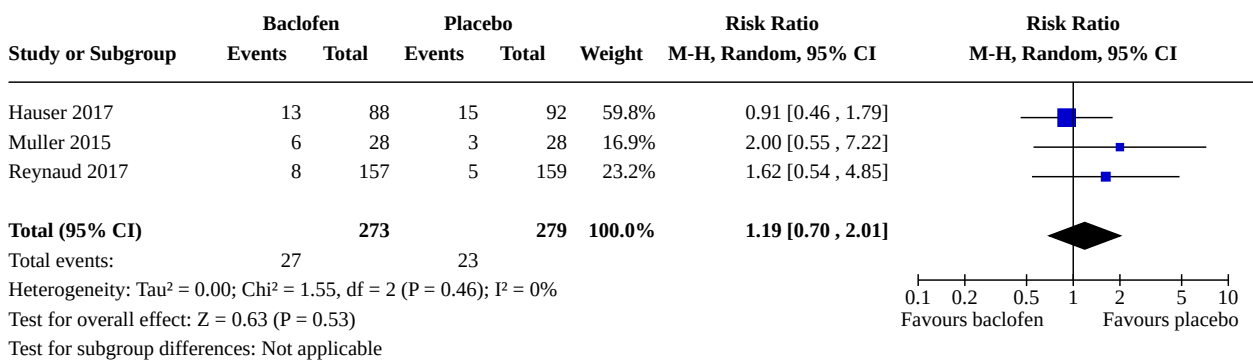 Baclofen Placebo Risk Ratio Risk Ratio
Study or Subgroup Events Total Events Total Weight M-H, Random, 95% CI M-H, Random, 95% CI
Hauser 2017 13 88 15 92 59.8% 0.91 [0.46 , 1.79]
Muller 2015 6 28 3 28 16.9% 2.00 [0.55 , 7.22]
Reynaud 2017 8 157 5 159 23.2% 1.62 [0.54 , 4.85]
Total (95% CI) 273 279 100.0% 1.19 [0.70 , 2.01]
Total events: 27 23
Heterogeneity: Tau² = 0.00; Chi² = 1.55, df = 2 (P = 0.46); I² = 0%
Test for overall effect: Z = 0.63 (P = 0.53)
Test for subgroup differences: Not applicable
0.1 0.2 0.5 1 2 5 10
Favours baclofen Favours placebo